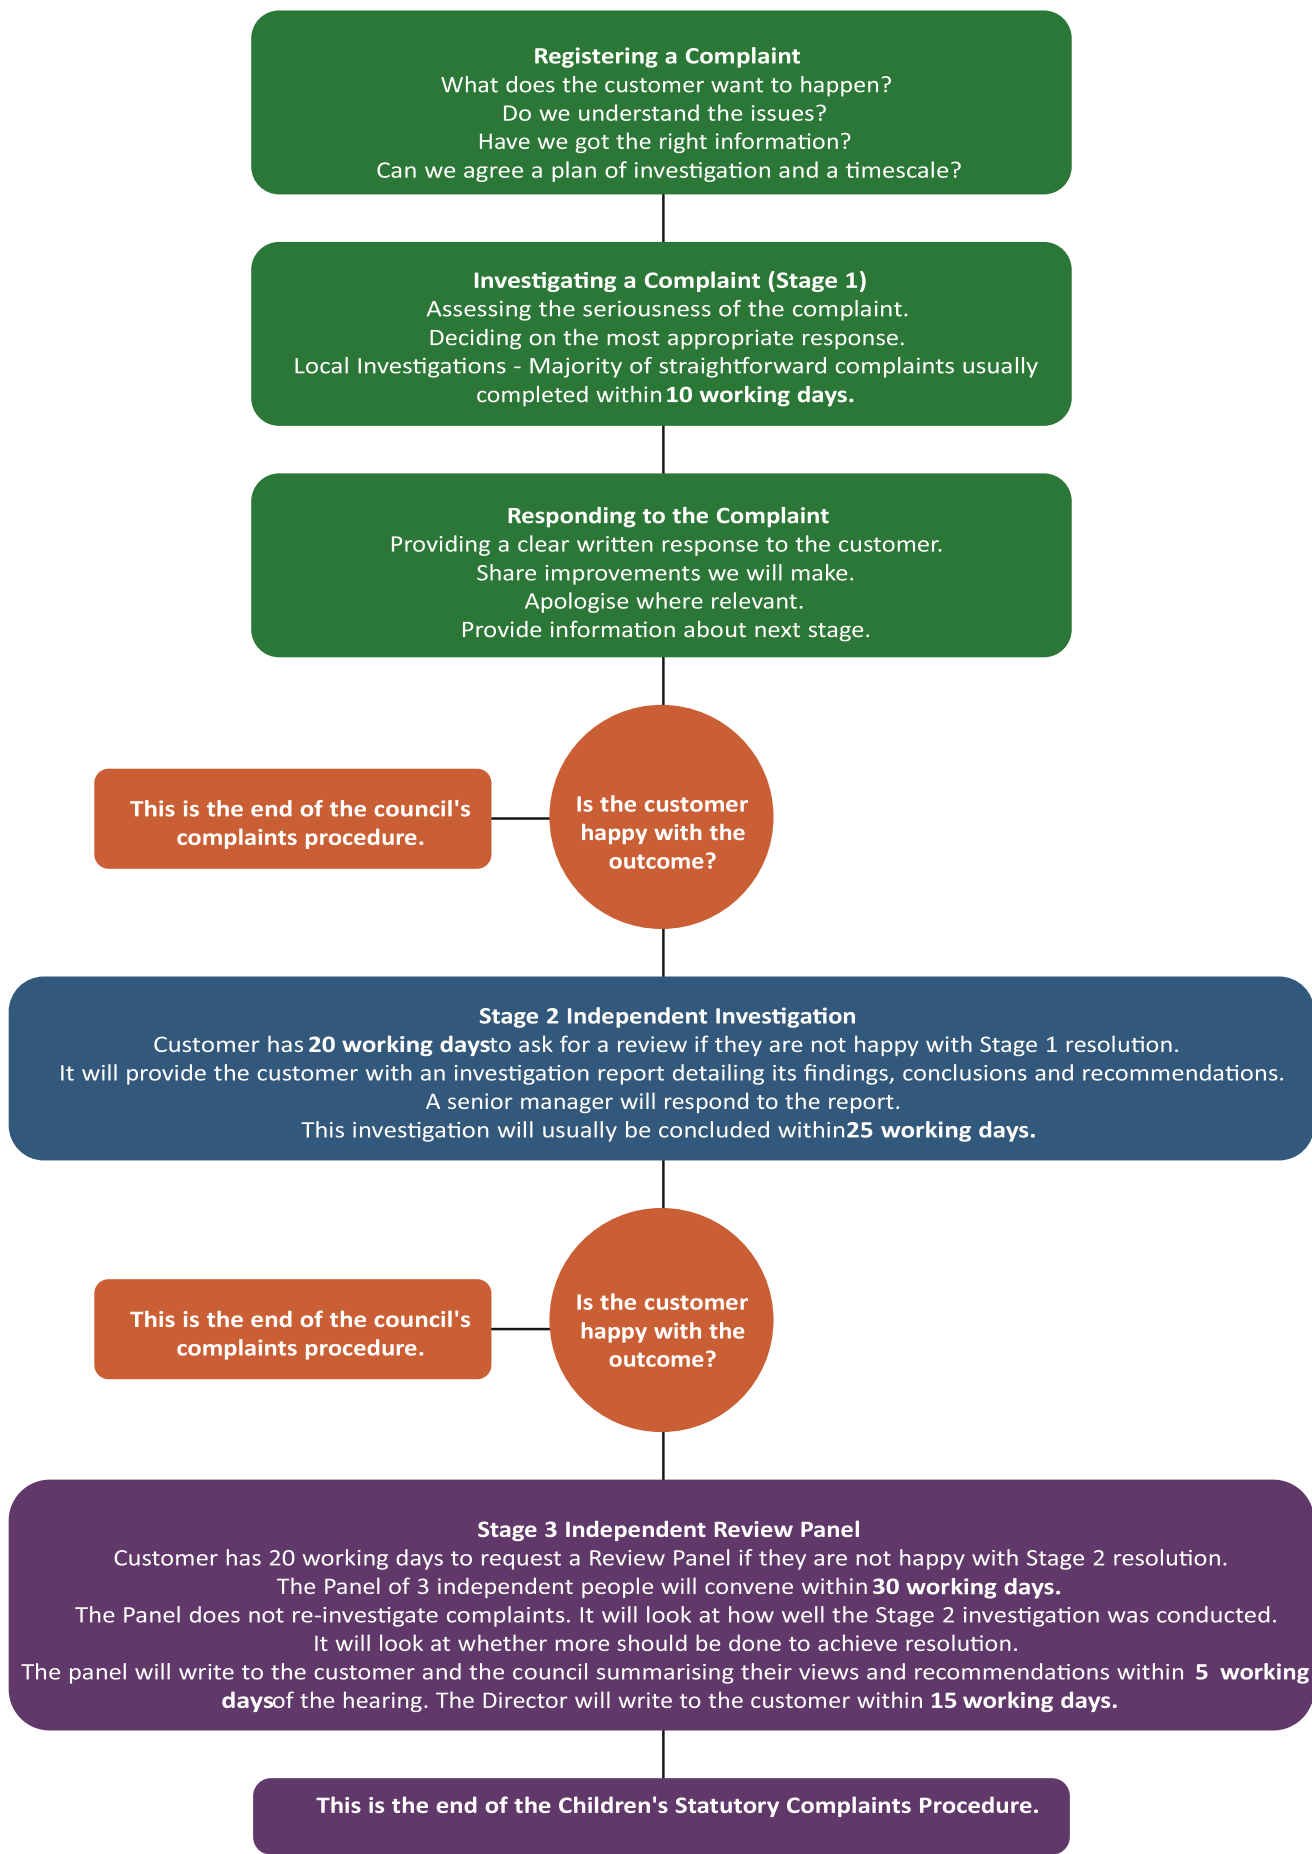 Registering a Complaint
What does the customer want to happen?
Do we understand the issues?
Have we got the right information?
Can we agree a plan of investigation and a timescale?
Investigating a Complaint (Stage 1)
Assessing the seriousness of the complaint.
Deciding on the most appropriate response.
Local Investigations - Majority of straightforward complaints usually
completed within 10 working days.
Responding to the Complaint
Providing a clear written response to the customer.
Share improvements we will make.
Apologise where relevant.
Provide information about next stage.
This is the end of the council's
complaints procedure.
Is the customer
happy with the
outcome?
Stage 2 Independent Investigation
Customer has 20 working days to ask for a review if they are not happy with Stage 1 resolution.
It will provide the customer with an investigation report detailing its findings, conclusions and recommendations.
A senior manager will respond to the report.
This investigation will usually be concluded within 25 working days.
This is the end of the council's
complaints procedure.
Is the customer
happy with the
outcome?
Stage 3 Independent Review Panel
Customer has 20 working days to request a Review Panel if they are not happy with Stage 2 resolution.
The Panel of 3 independent people will convene within 30 working days.
The Panel does not re-investigate complaints. It will look at how well the Stage 2 investigation was conducted.
It will look at whether more should be done to achieve resolution.
The panel will write to the customer and the council summarising their views and recommendations within 5 working
days of the hearing. The Director will write to the customer within 15 working days.
This is the end of the Children's Statutory Complaints Procedure.